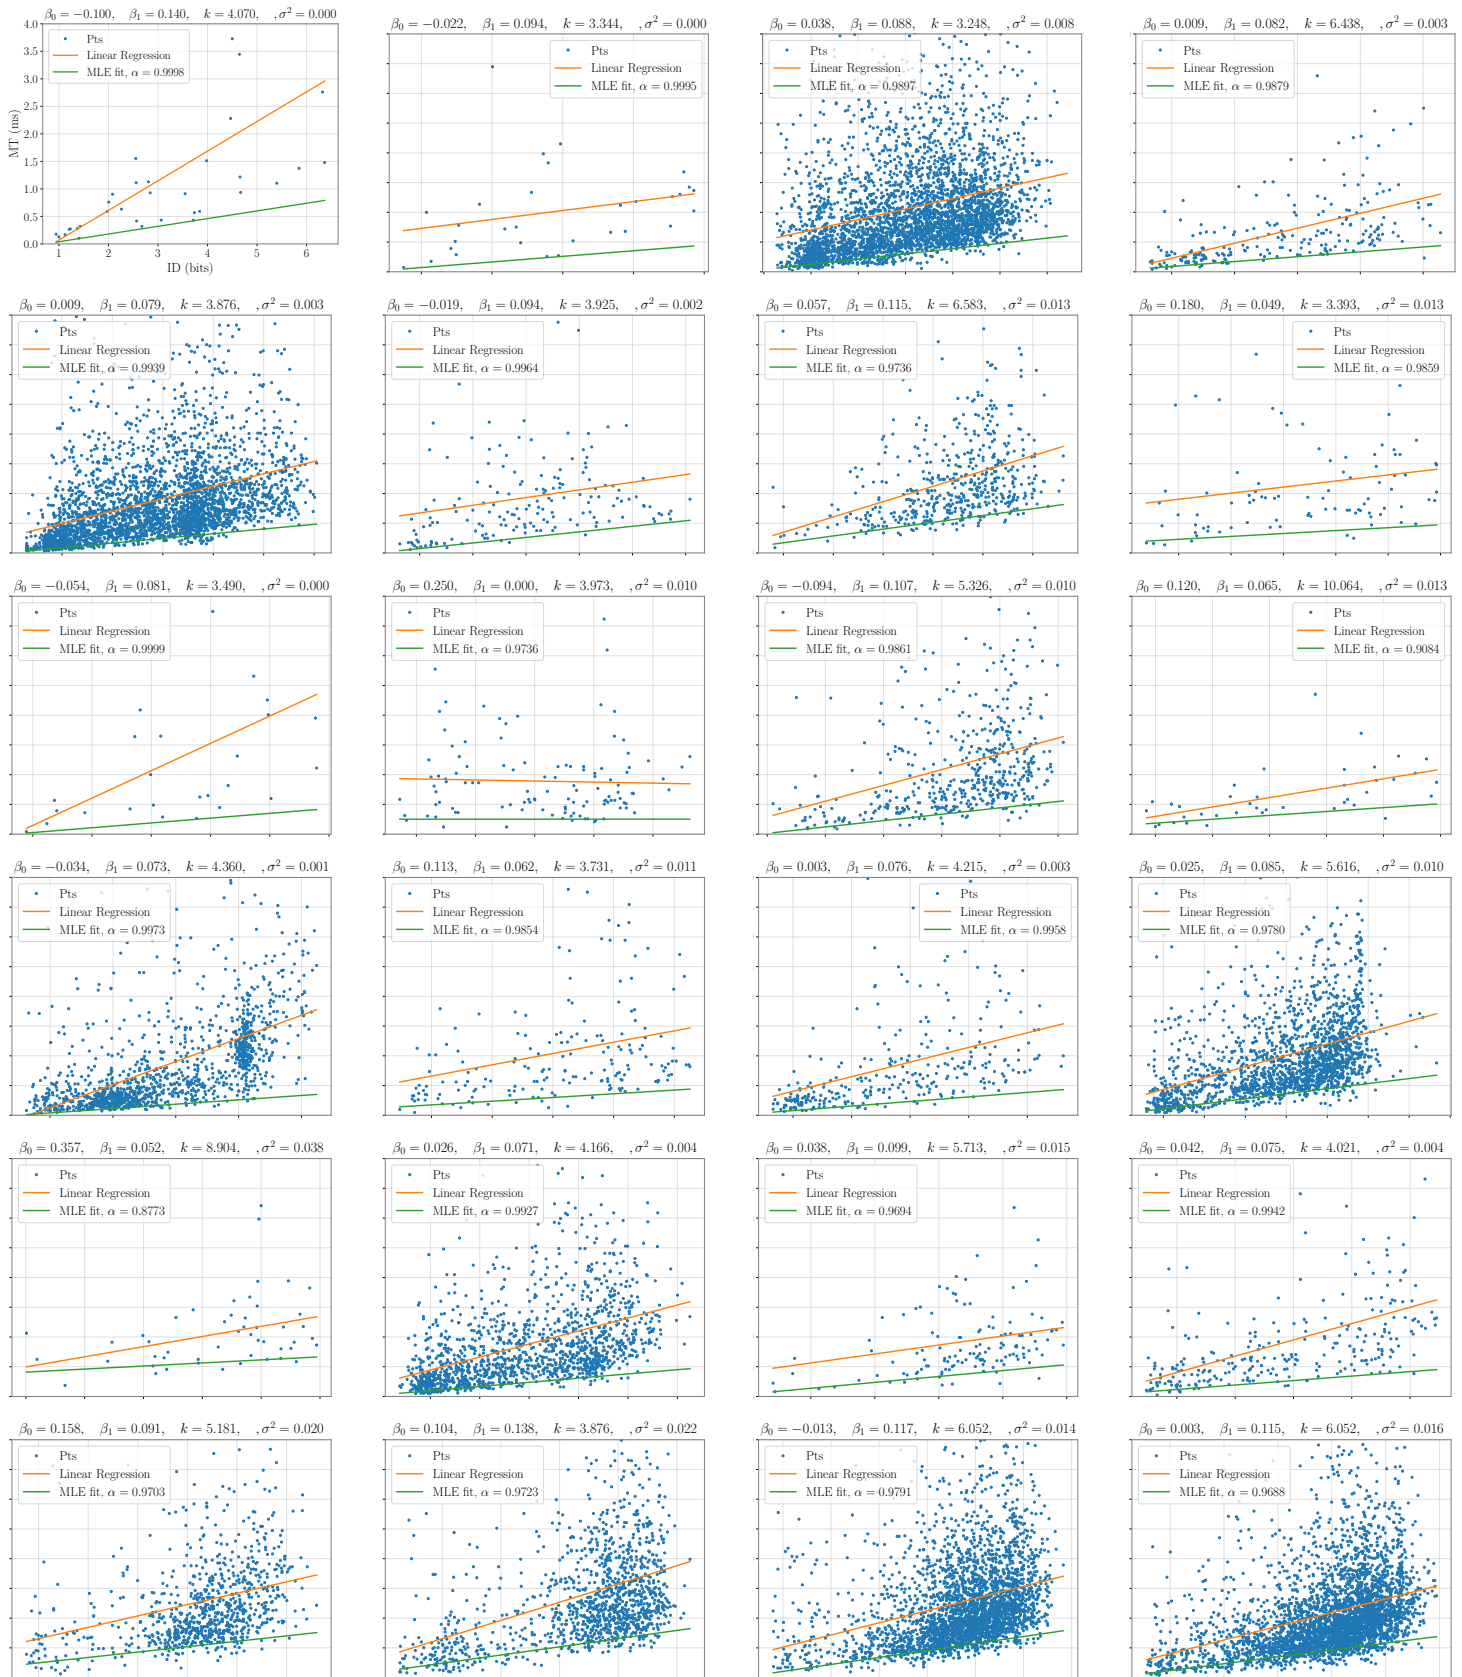 β₀ = −0.100, β₁ = 0.140, k = 4.070, , σ² = 0.000
4.0
3.5
3.0
2.5
2.0
1.5
1.0
0.5
0.0
MT (ms)
1
2
3
4
5
6
ID (bits)
Pts
Linear Regression
MLE fit, α = 0.9998
β₀ = −0.022, β₁ = 0.094, k = 3.344, , σ² = 0.000
Pts
Linear Regression
MLE fit, α = 0.9995
β₀ = 0.038, β₁ = 0.088, k = 3.248, , σ² = 0.008
Pts
Linear Regression
MLE fit, α = 0.9897
β₀ = 0.009, β₁ = 0.082, k = 6.438, , σ² = 0.003
Pts
Linear Regression
MLE fit, α = 0.9879
β₀ = 0.009, β₁ = 0.079, k = 3.876, , σ² = 0.003
Pts
Linear Regression
MLE fit, α = 0.9939
β₀ = −0.019, β₁ = 0.094, k = 3.925, , σ² = 0.002
Pts
Linear Regression
MLE fit, α = 0.9964
β₀ = 0.057, β₁ = 0.115, k = 6.583, , σ² = 0.013
Pts
Linear Regression
MLE fit, α = 0.9736
β₀ = 0.180, β₁ = 0.049, k = 3.393, , σ² = 0.013
Pts
Linear Regression
MLE fit, α = 0.9859
β₀ = −0.054, β₁ = 0.081, k = 3.490, , σ² = 0.000
Pts
Linear Regression
MLE fit, α = 0.9999
β₀ = 0.250, β₁ = 0.000, k = 3.973, , σ² = 0.010
Pts
Linear Regression
MLE fit, α = 0.9736
β₀ = −0.094, β₁ = 0.107, k = 5.326, , σ² = 0.010
Pts
Linear Regression
MLE fit, α = 0.9861
β₀ = 0.120, β₁ = 0.065, k = 10.064, , σ² = 0.013
Pts
Linear Regression
MLE fit, α = 0.9084
β₀ = −0.034, β₁ = 0.073, k = 4.360, , σ² = 0.001
Pts
Linear Regression
MLE fit, α = 0.9973
β₀ = 0.113, β₁ = 0.062, k = 3.731, , σ² = 0.011
Pts
Linear Regression
MLE fit, α = 0.9854
β₀ = 0.003, β₁ = 0.076, k = 4.215, , σ² = 0.003
Pts
Linear Regression
MLE fit, α = 0.9958
β₀ = 0.025, β₁ = 0.085, k = 5.616, , σ² = 0.010
Pts
Linear Regression
MLE fit, α = 0.9780
β₀ = 0.357, β₁ = 0.052, k = 8.904, , σ² = 0.038
Pts
Linear Regression
MLE fit, α = 0.8773
β₀ = 0.026, β₁ = 0.071, k = 4.166, , σ² = 0.004
Pts
Linear Regression
MLE fit, α = 0.9927
β₀ = 0.038, β₁ = 0.099, k = 5.713, , σ² = 0.015
Pts
Linear Regression
MLE fit, α = 0.9694
β₀ = 0.042, β₁ = 0.075, k = 4.021, , σ² = 0.004
Pts
Linear Regression
MLE fit, α = 0.9942
β₀ = 0.158, β₁ = 0.091, k = 5.181, , σ² = 0.020
Pts
Linear Regression
MLE fit, α = 0.9703
β₀ = 0.104, β₁ = 0.138, k = 3.876, , σ² = 0.022
Pts
Linear Regression
MLE fit, α = 0.9723
β₀ = −0.013, β₁ = 0.117, k = 6.052, , σ² = 0.014
Pts
Linear Regression
MLE fit, α = 0.9791
β₀ = 0.003, β₁ = 0.115, k = 6.052, , σ² = 0.016
Pts
Linear Regression
MLE fit, α = 0.9688